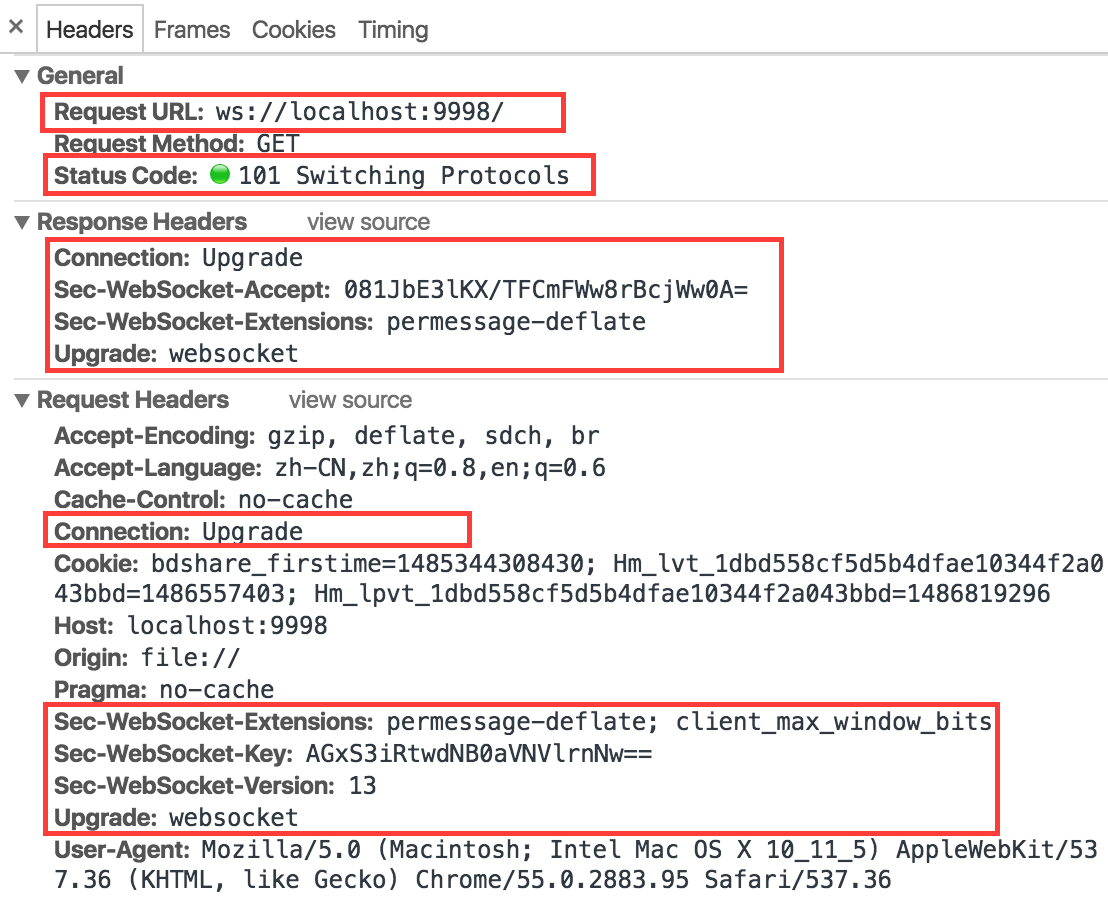 × Headers Frames Cookies Timing
▼ General
Request URL: ws://localhost:9998/
Request Method: GET
Status Code: 101 Switching Protocols
▼ Response Headers view source
Connection: Upgrade
Sec-WebSocket-Accept: 081JbE3lKX/TFCmFWw8rBcjWw0A=
Sec-WebSocket-Extensions: permessage-deflate
Upgrade: websocket
▼ Request Headers view source
Accept-Encoding: gzip, deflate, sdch, br
Accept-Language: zh-CN,zh;q=0.8,en;q=0.6
Cache-Control: no-cache
Connection: Upgrade
Cookie: bdshare_firstime=1485344308430; Hm_lvt_1dbd558cf5d5b4dfae10344f2a0
43bbd=1486557403; Hm_lpvt_1dbd558cf5d5b4dfae10344f2a043bbd=1486819296
Host: localhost:9998
Origin: file://
Pragma: no-cache
Sec-WebSocket-Extensions: permessage-deflate; client_max_window_bits
Sec-WebSocket-Key: AGxS3iRtwdNB0aVNVlrnNw==
Sec-WebSocket-Version: 13
Upgrade: websocket
User-Agent: Mozilla/5.0 (Macintosh; Intel Mac OS X 10_11_5) AppleWebKit/53
7.36 (KHTML, like Gecko) Chrome/55.0.2883.95 Safari/537.36